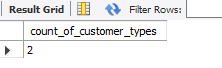 Result Grid Filter Rows:
count_of_customer_types
2